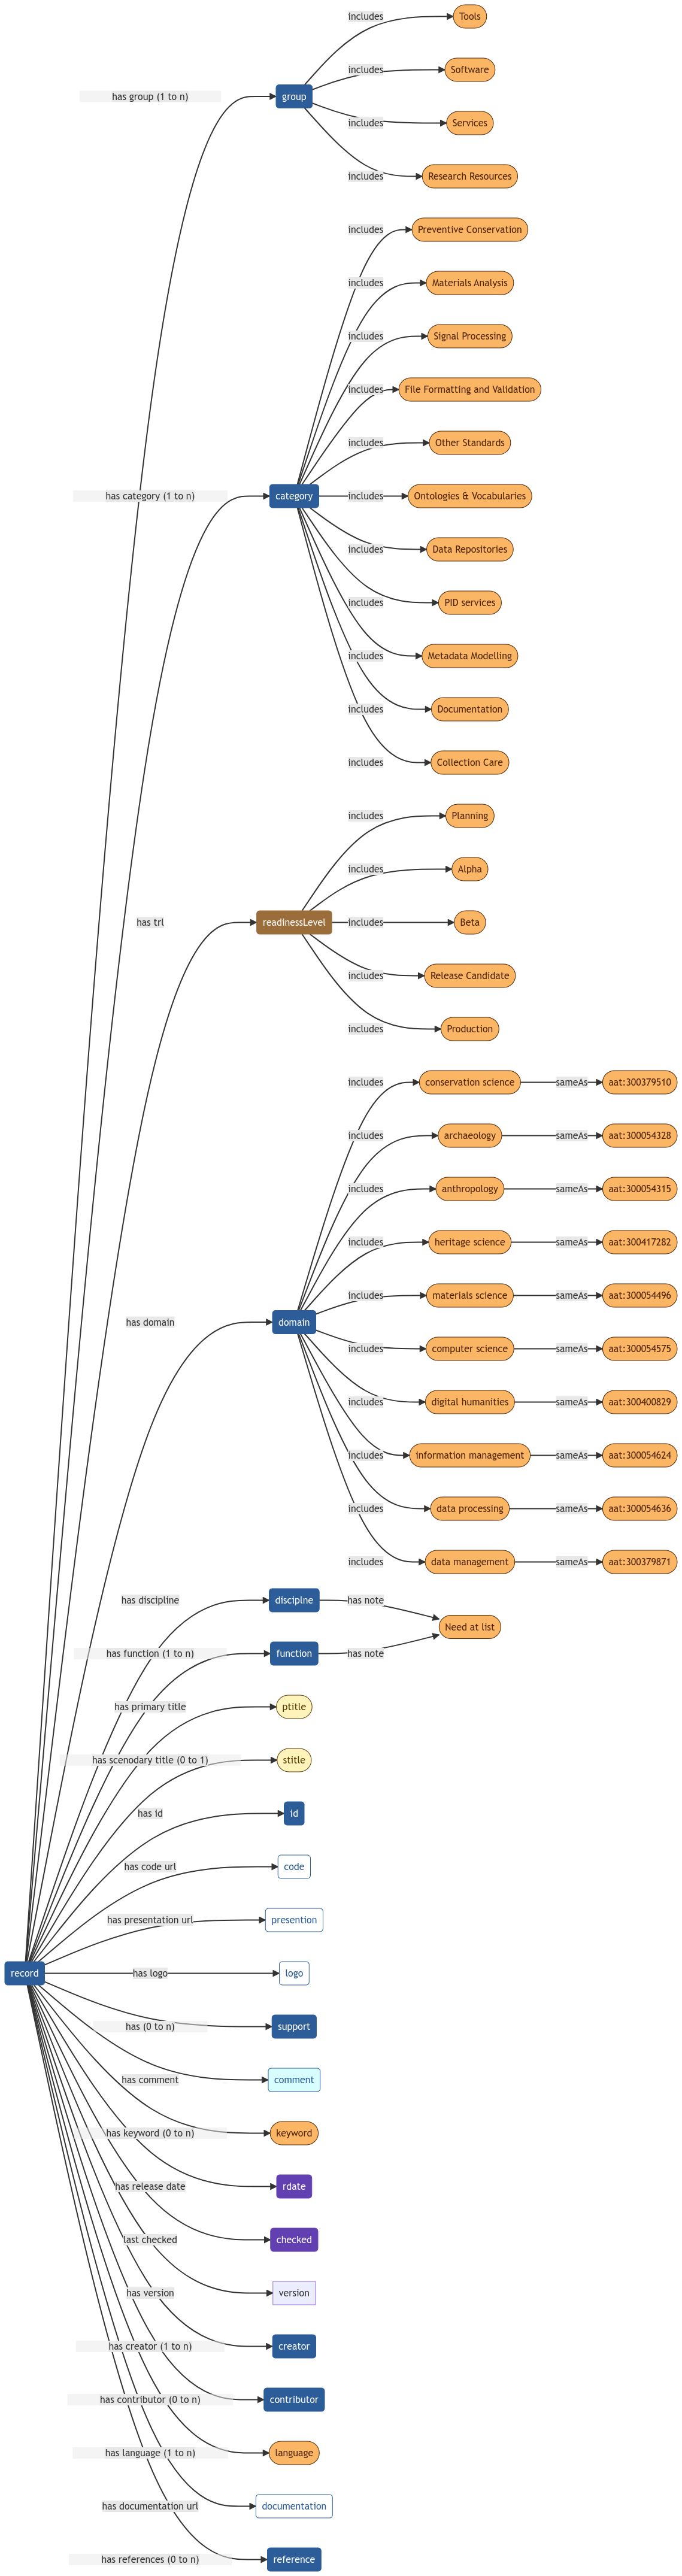 includes
Tools
includes
Software
has group (1 to n)
group
includes
Services
includes
Research Resources
includes
Preventive Conservation
includes
Materials Analysis
includes
Signal Processing
includes
File Formatting and Validation
includes
Other Standards
has category (1 to n)
category
includes
Ontologies & Vocabularies
includes
Data Repositories
includes
PID services
includes
Metadata Modelling
includes
Documentation
includes
Collection Care
includes
Planning
includes
Alpha
has trl
readinessLevel
includes
Beta
includes
Release Candidate
includes
Production
includes
conservation science
sameAs
aat:300379510
includes
archaeology
sameAs
aat:300054328
includes
anthropology
sameAs
aat:300054315
includes
heritage science
sameAs
aat:300417282
includes
materials science
sameAs
aat:300054496
has domain
domain
includes
computer science
sameAs
aat:300054575
includes
digital humanities
sameAs
aat:300400829
includes
information management
sameAs
aat:300054624
includes
data processing
sameAs
aat:300054636
includes
data management
sameAs
aat:300379871
has discipline
disciplne
has note
Need at list
has function (1 to n)
function
has note
has primary title
ptitle
has scenodary title (0 to 1)
stitle
has id
id
has code url
code
has presentation url
presention
record
has logo
logo
has (0 to n)
support
has comment
comment
has keyword (0 to n)
keyword
has release date
rdate
last checked
checked
has version
version
has creator (1 to n)
creator
has contributor (0 to n)
contributor
has language (1 to n)
language
has documentation url
documentation
has references (0 to n)
reference